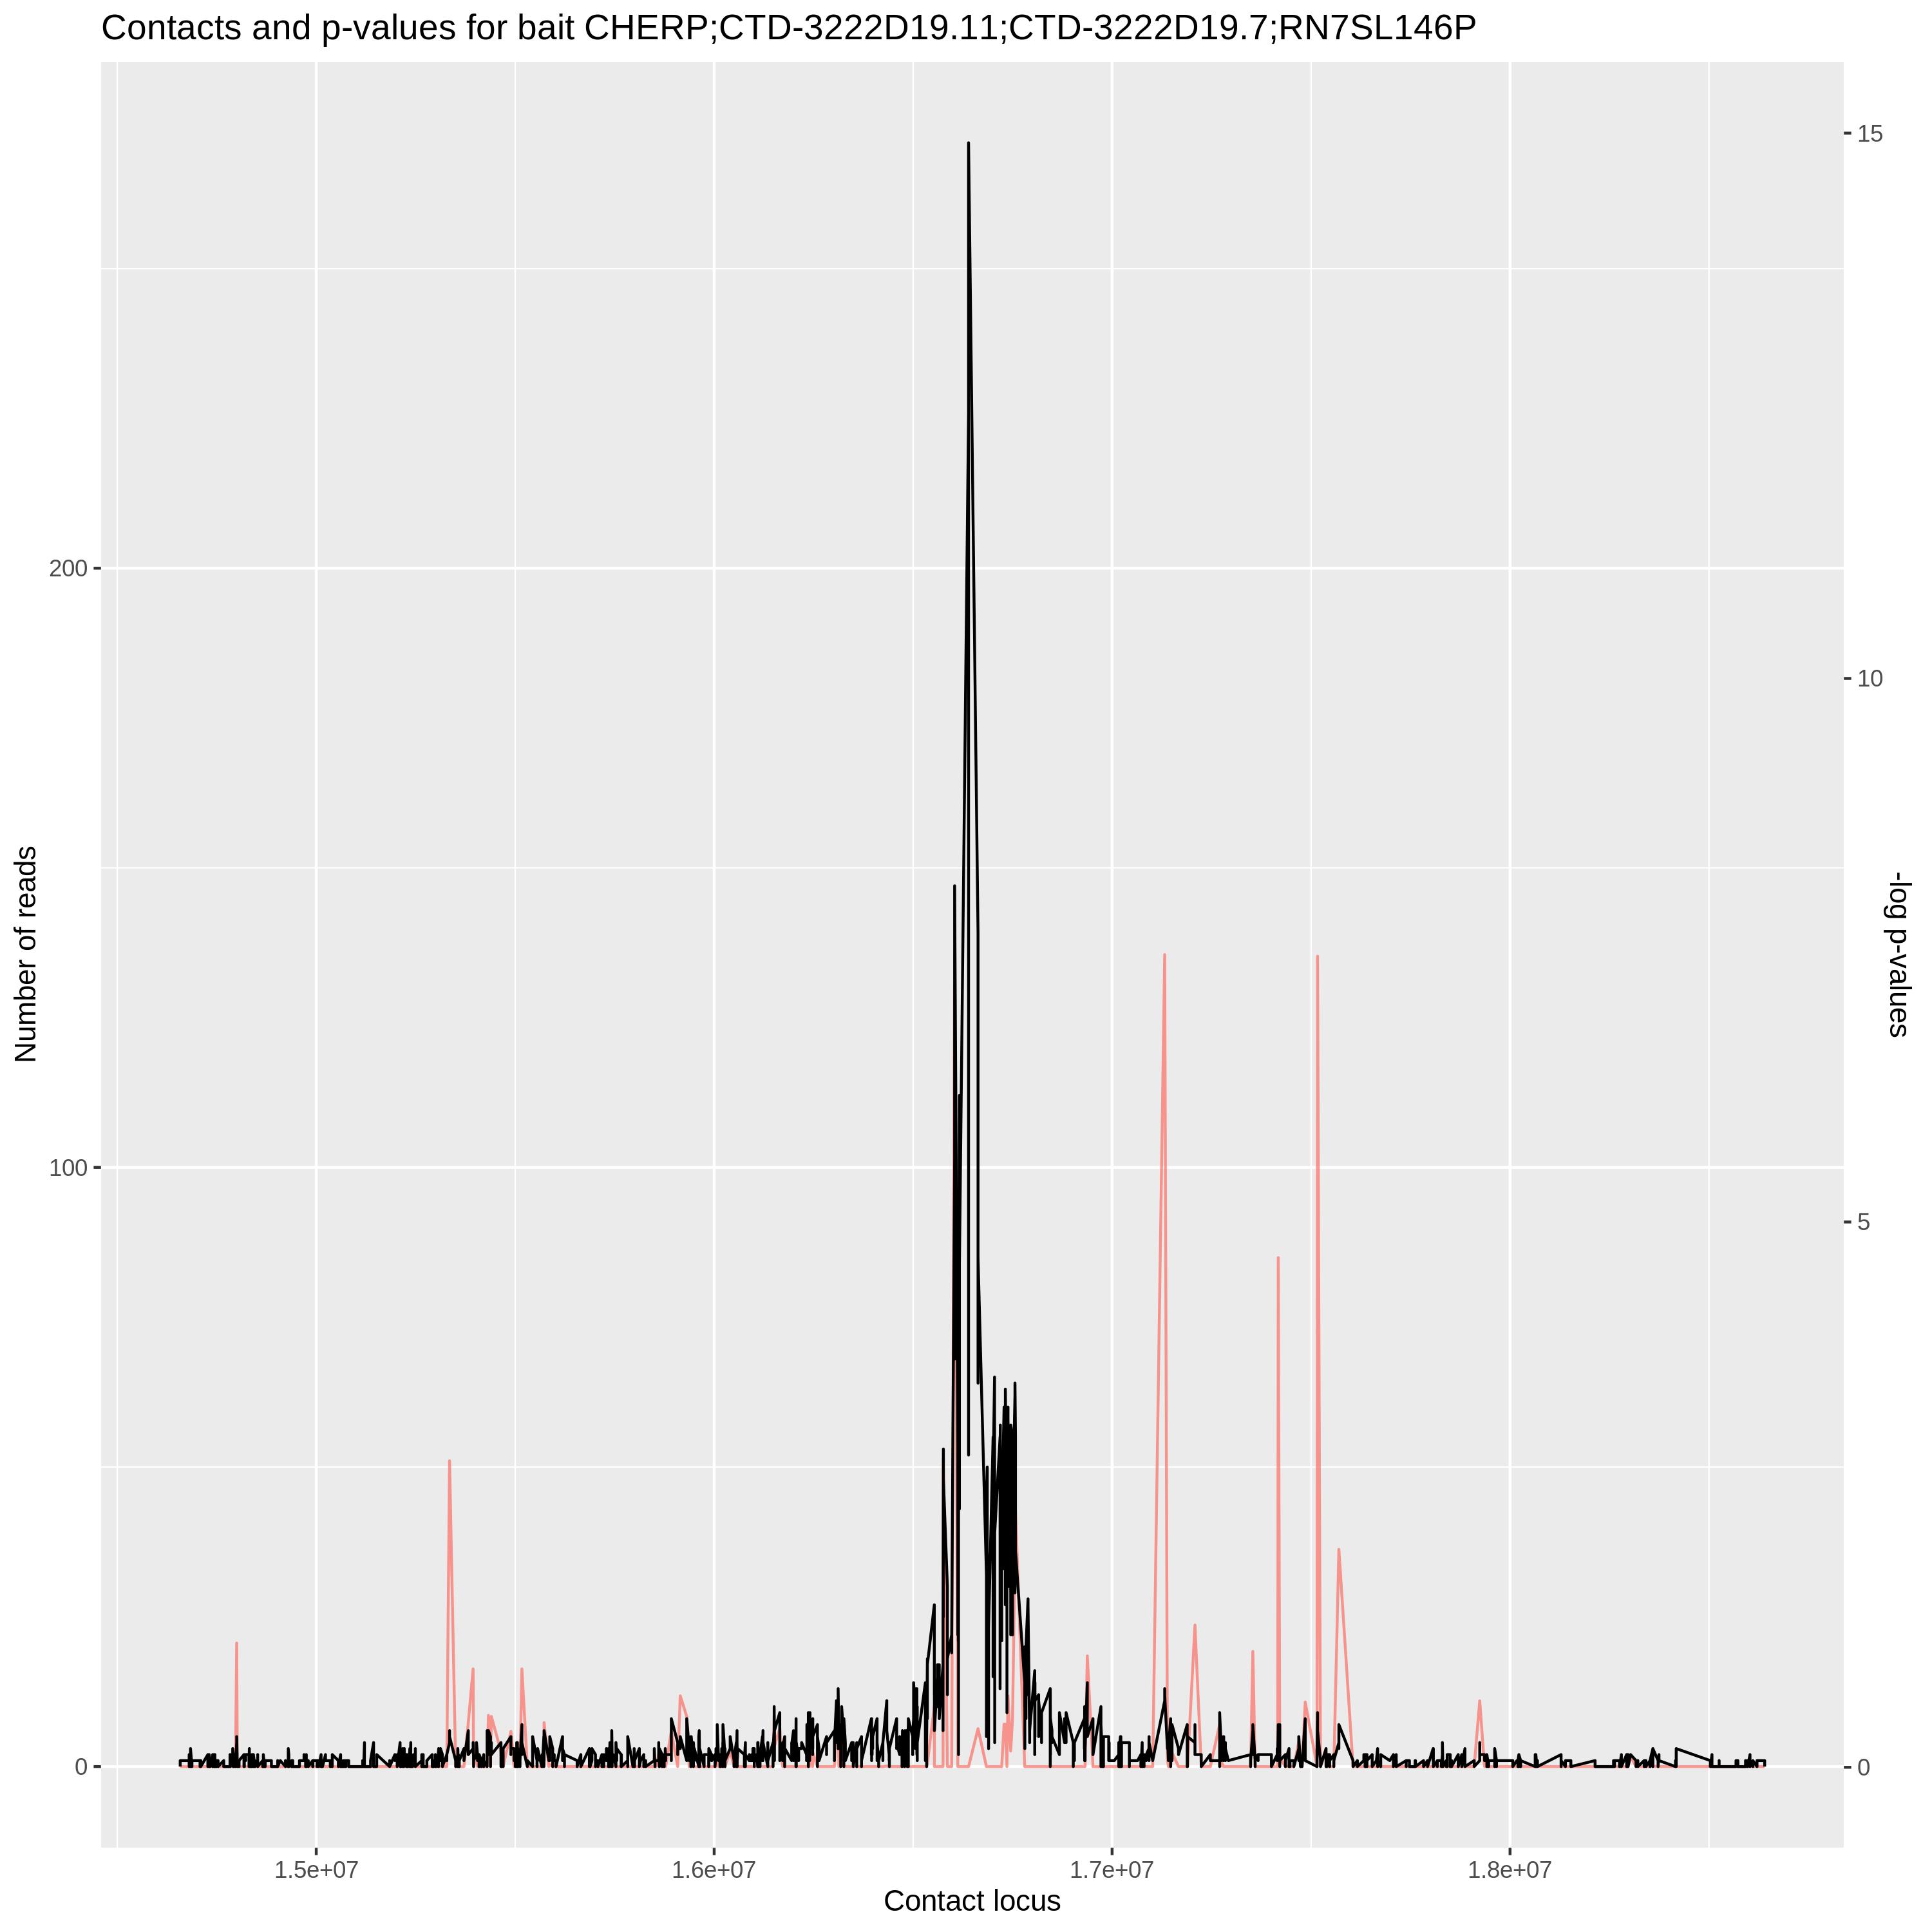 Contacts and p-values for bait CHERP;CTD-3222D19.11;CTD-3222D19.7;RN7SL146P
15
200
10
Number of reads
-log p-values
100
5
0
0
1.5e+07
1.6e+07
1.7e+07
1.8e+07
Contact locus